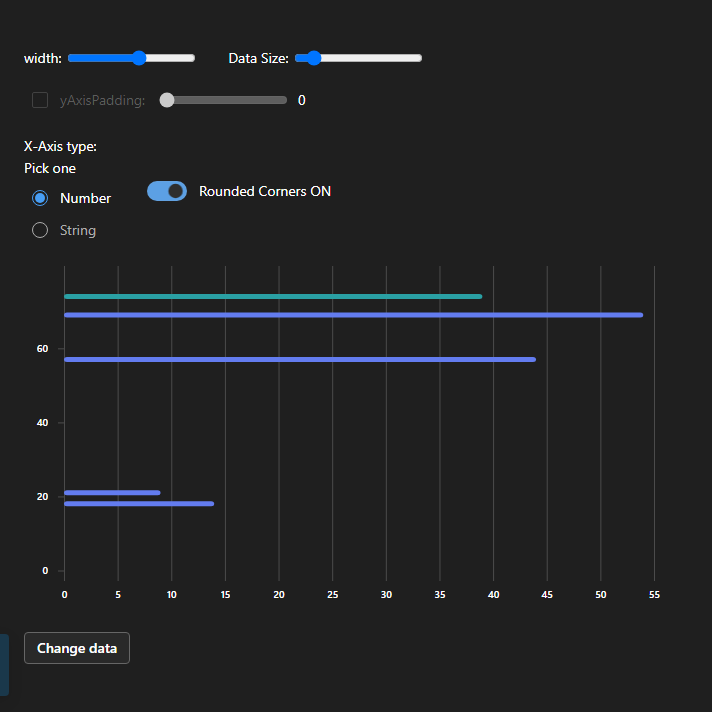 width: Data Size:
yAxisPadding: 0
X-Axis type:
Pick one
Number Rounded Corners ON
String
60
40
20
0
0 5 10 15 20 25 30 35 40 45 50 55
Change data